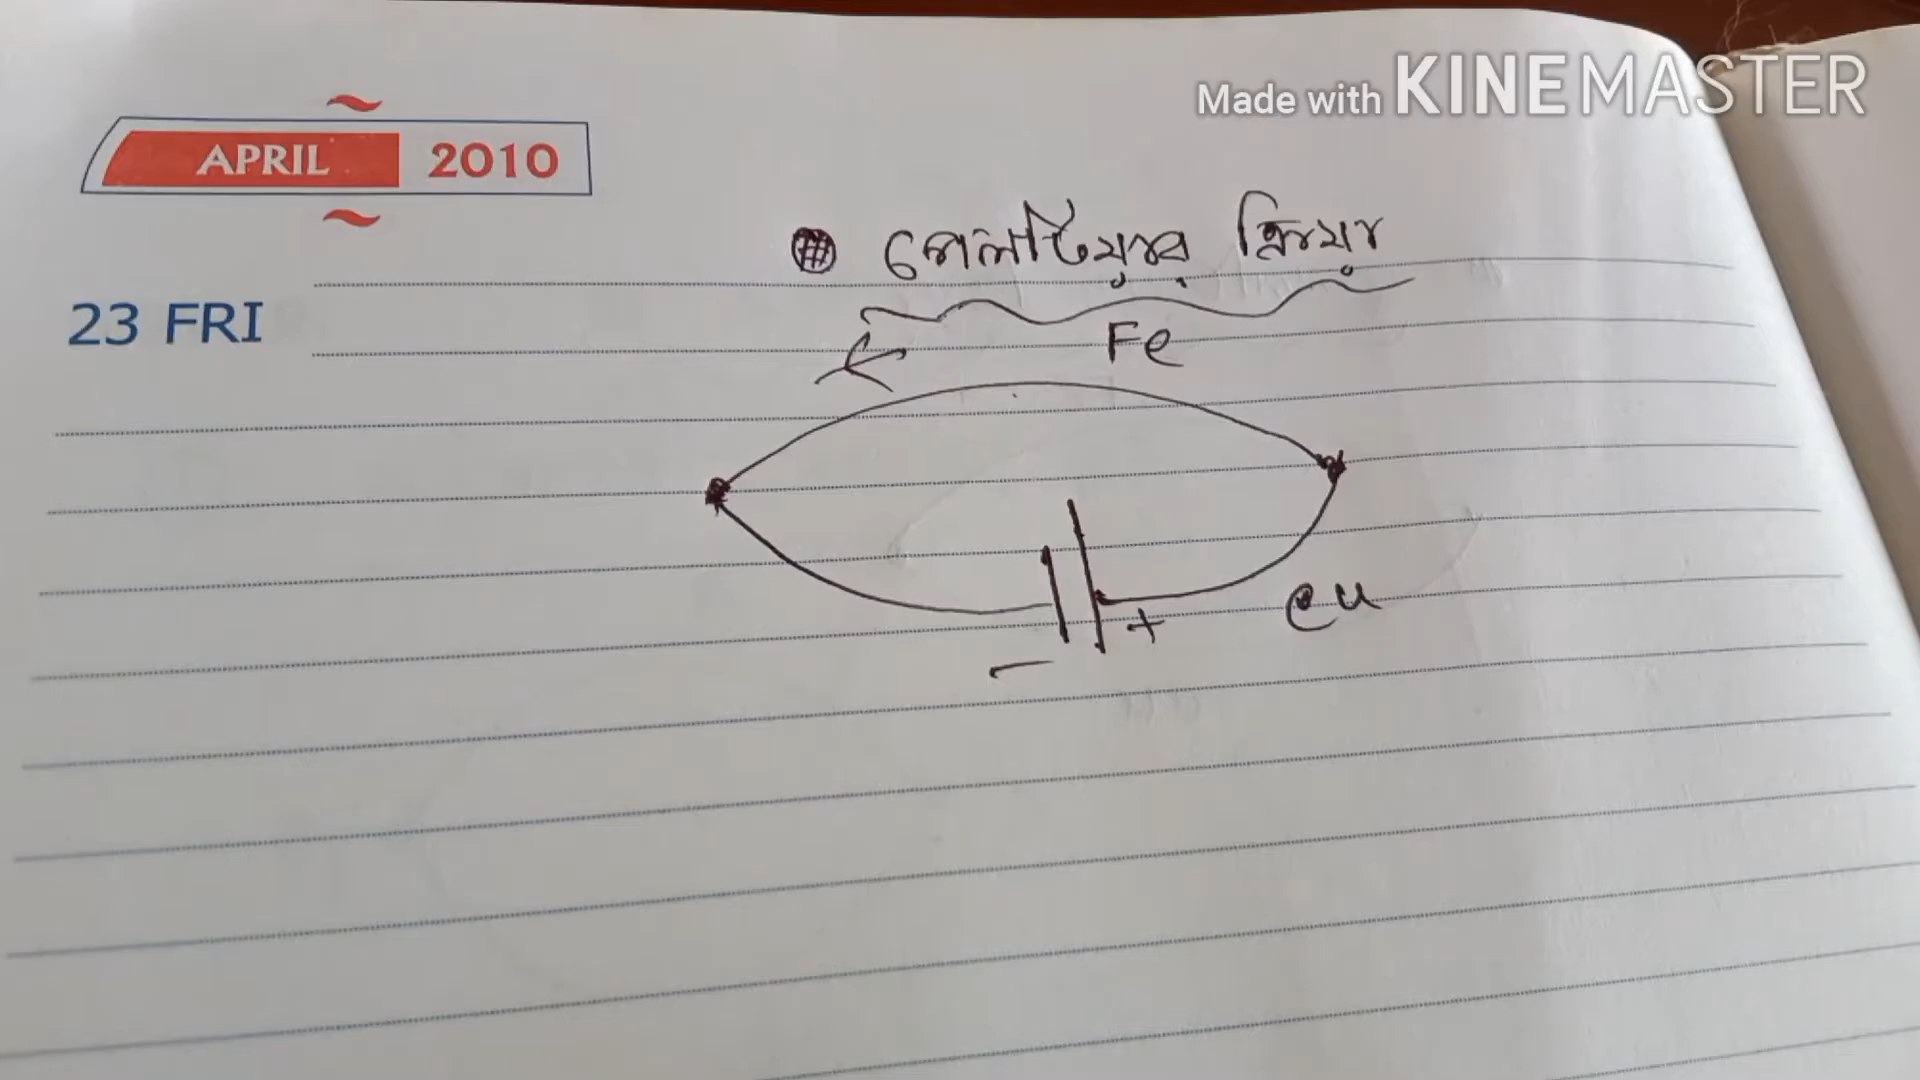 Made with KINEMASTER
APRIL 2010
পেলটিয়ার ক্রিয়া
23 FRI
Fe
Cu
+
−